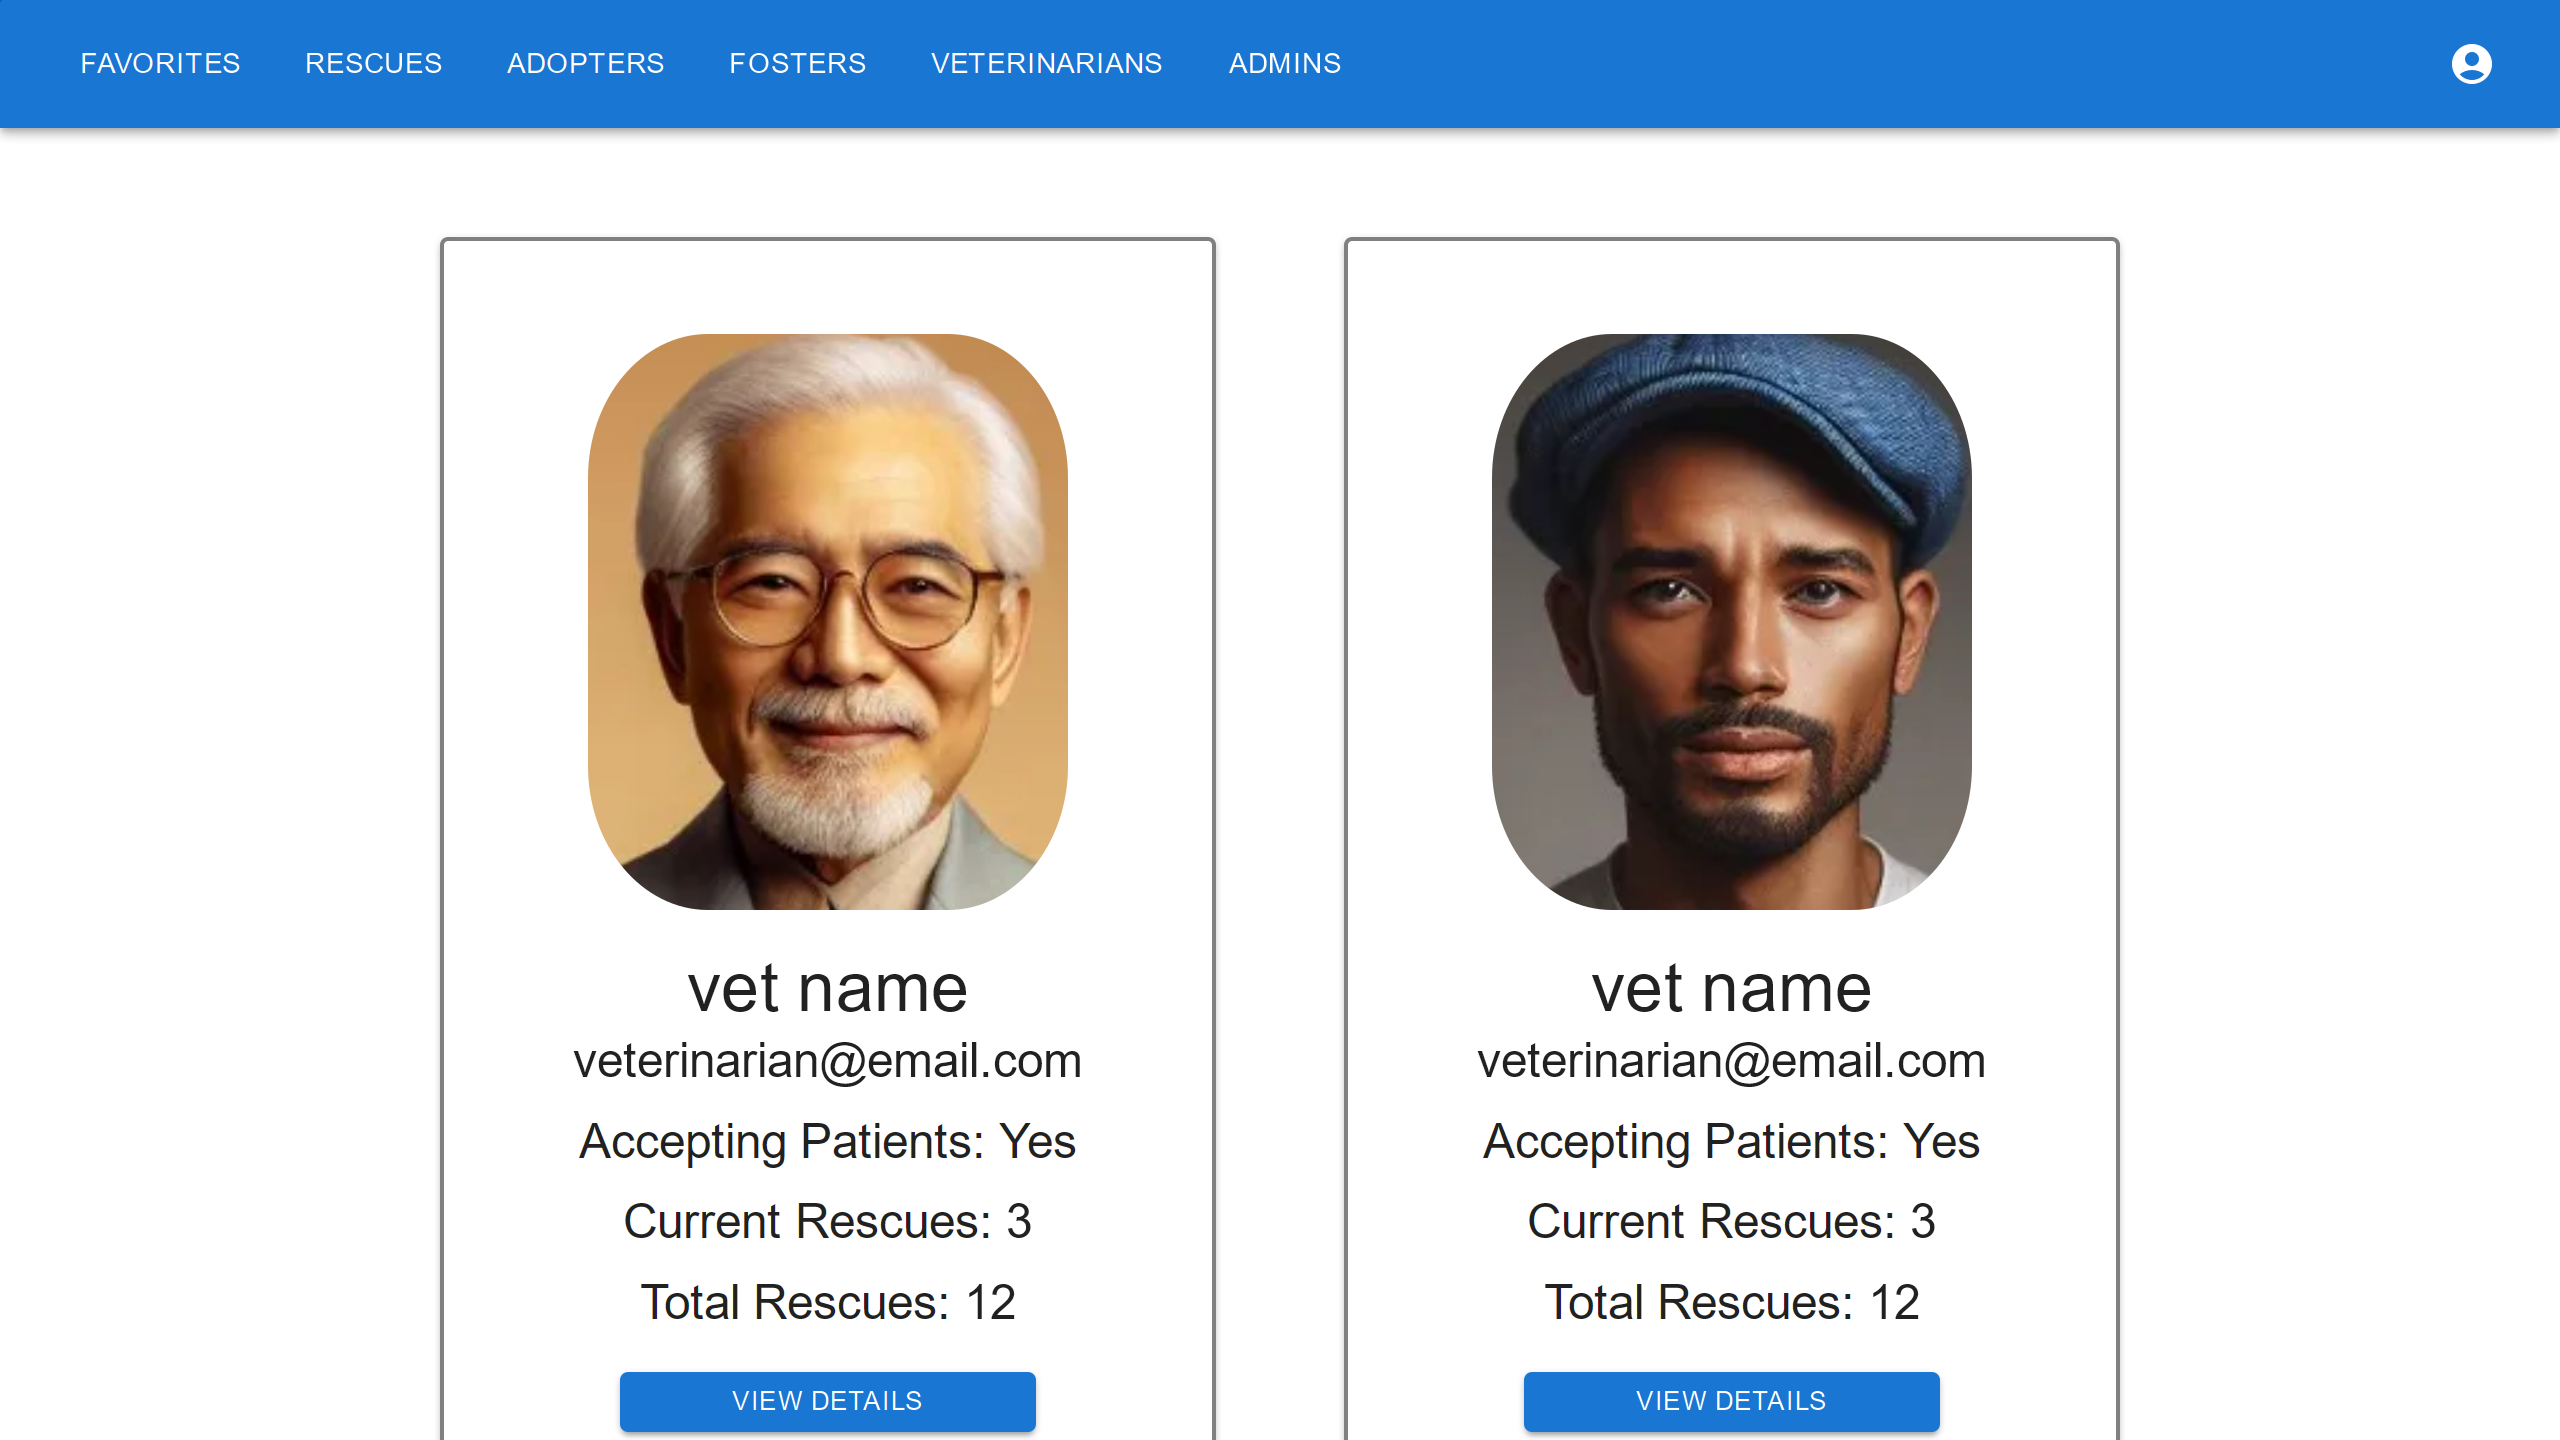 FAVORITES RESCUES ADOPTERS FOSTERS VETERINARIANS ADMINS
vet name
veterinarian@email.com
Accepting Patients: Yes
Current Rescues: 3
Total Rescues: 12
VIEW DETAILS
vet name
veterinarian@email.com
Accepting Patients: Yes
Current Rescues: 3
Total Rescues: 12
VIEW DETAILS